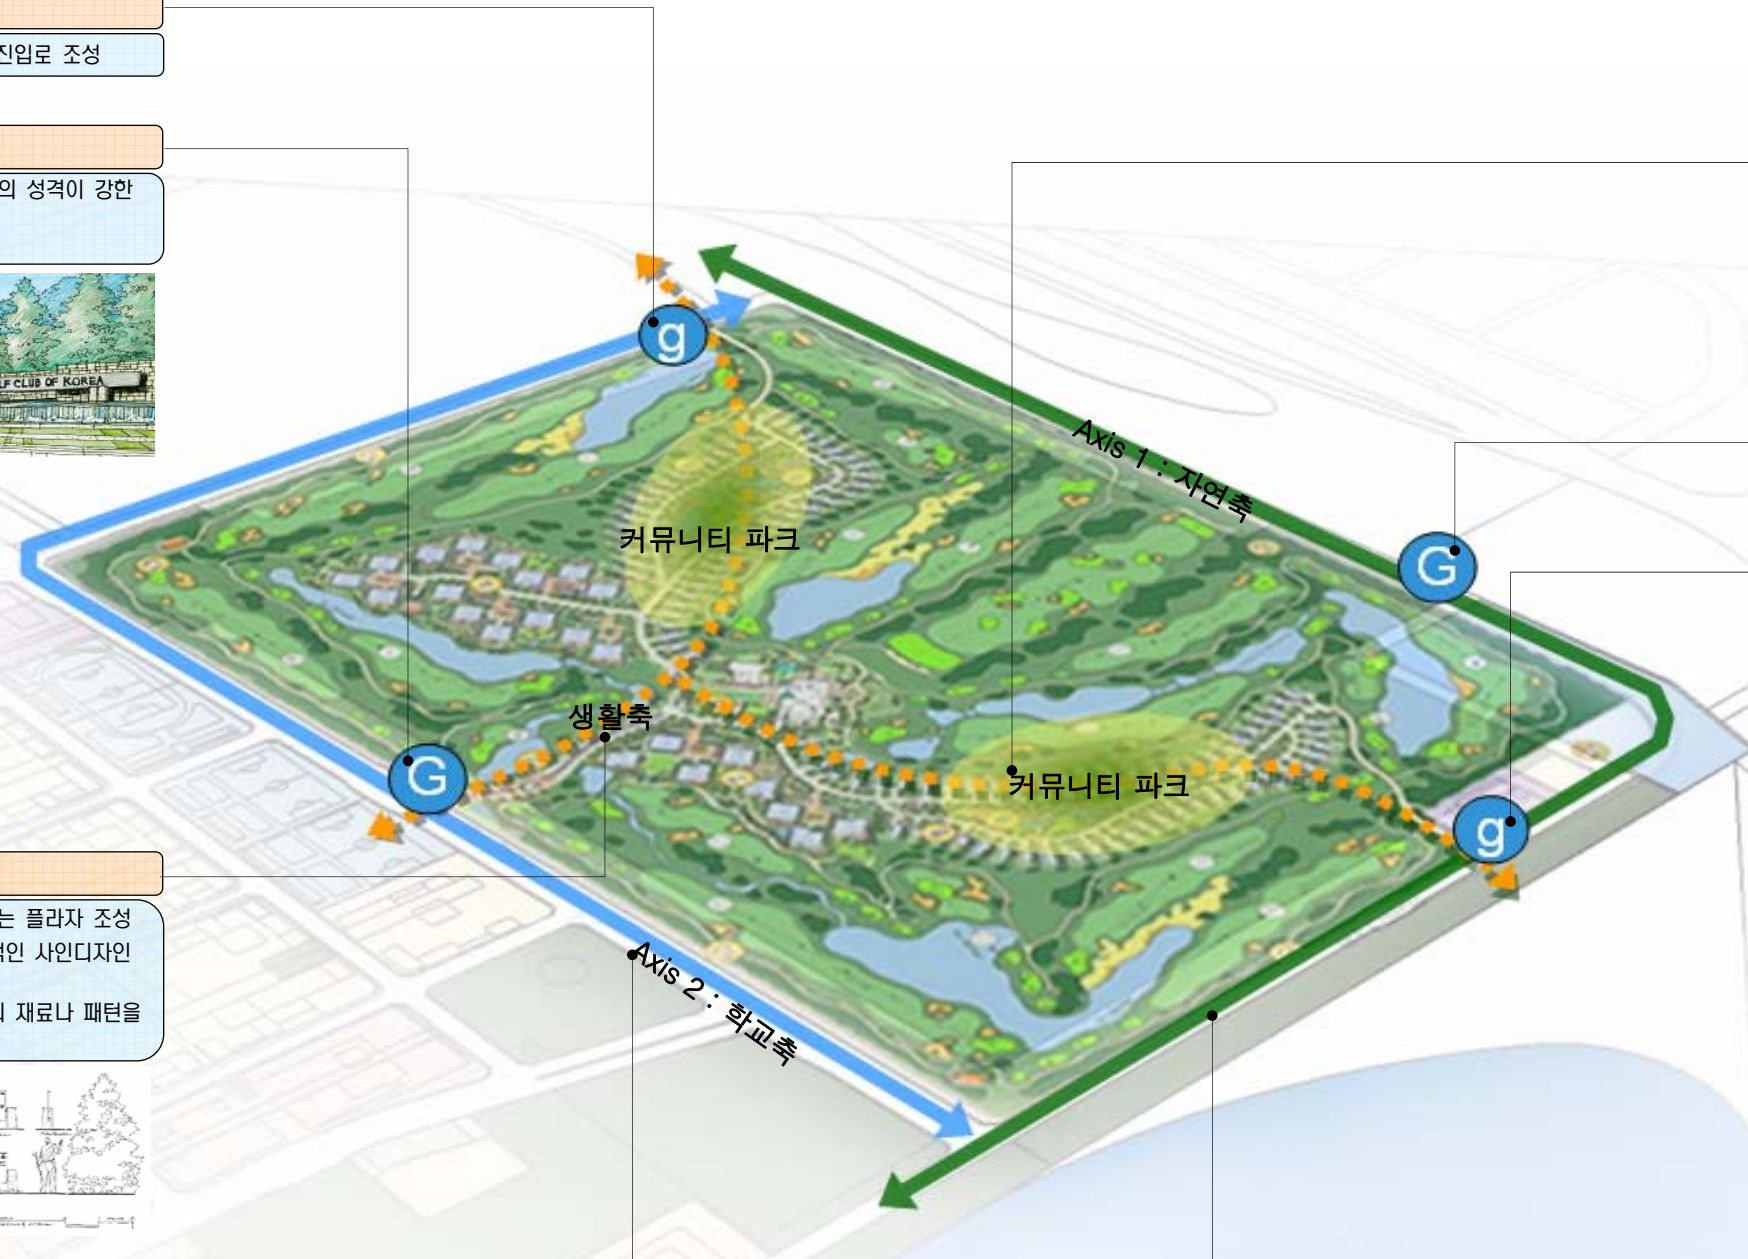 진입로 조성
의 성격이 강한
LF CLUB OF KOREA
g
Axis 1 : 자연축
커뮤니티 파크
G
생활축
G
커뮤니티 파크
g
는 플라자 조성
적인 사인디자인
재료나 패턴을
Axis 2 : 학교축